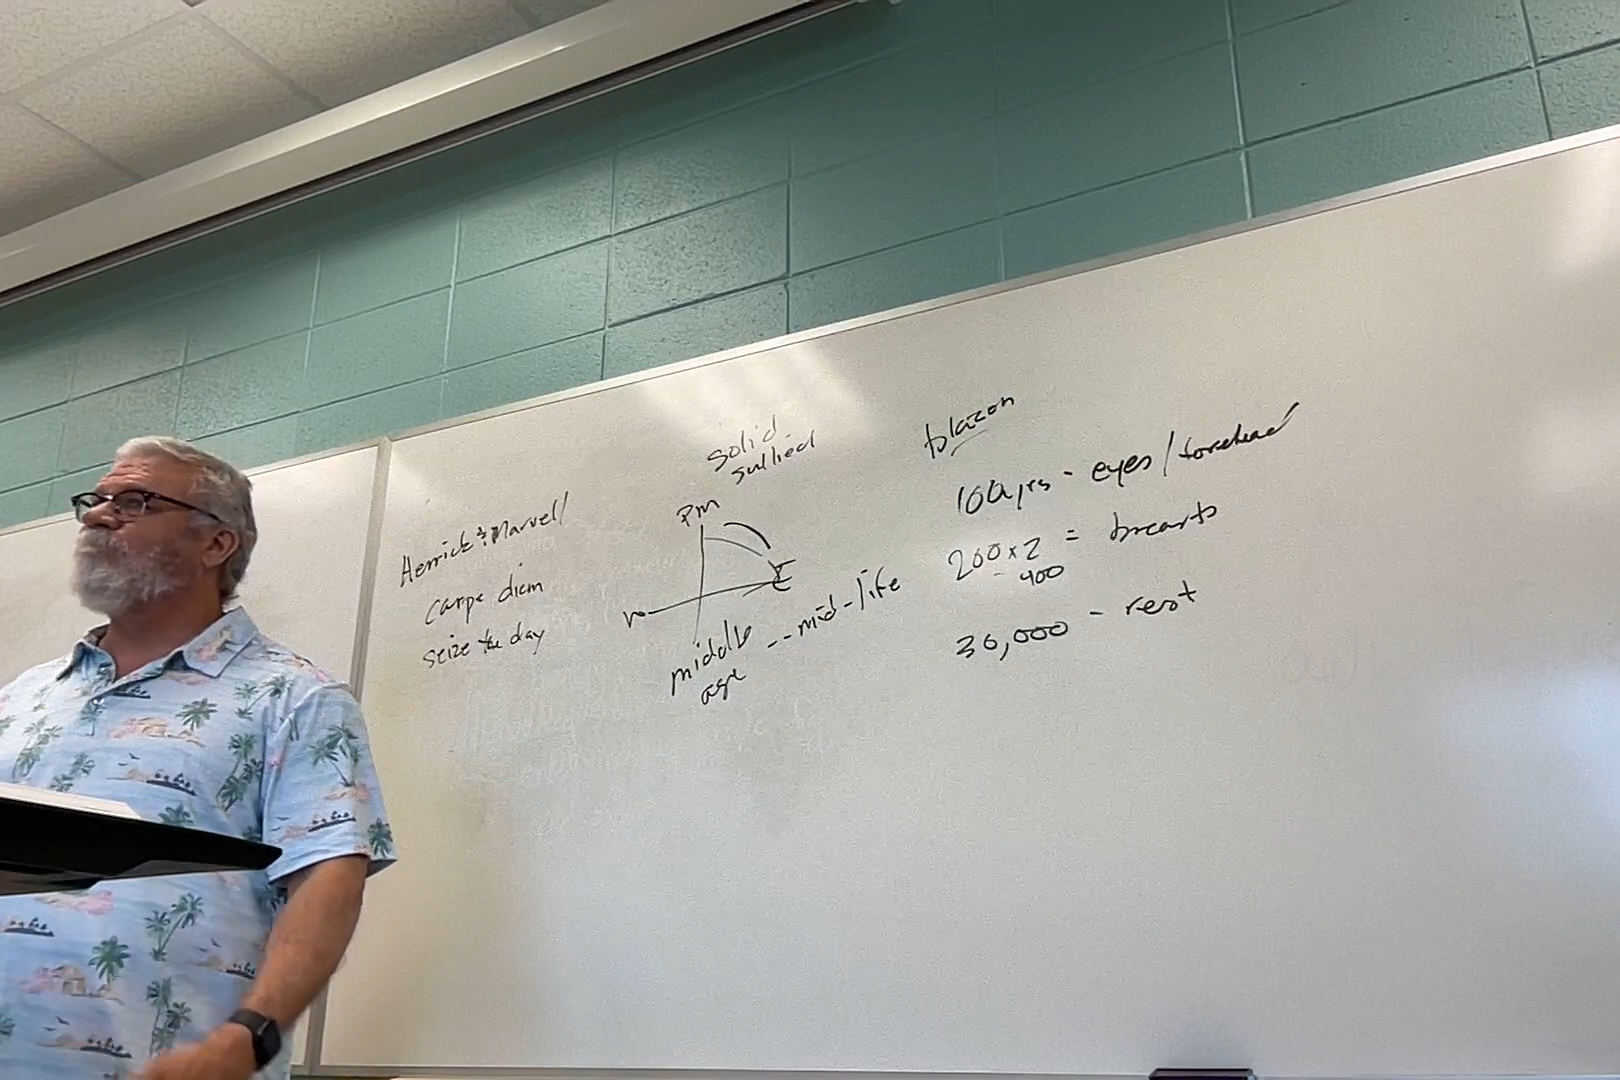 Herrick & Marvell
carpe diem
seize the day
solid
sullied
PM
middle
age -- mid-life
blazon
100 yrs - eyes/forehead
200 x 2 = breasts
- 400
30,000 - rest